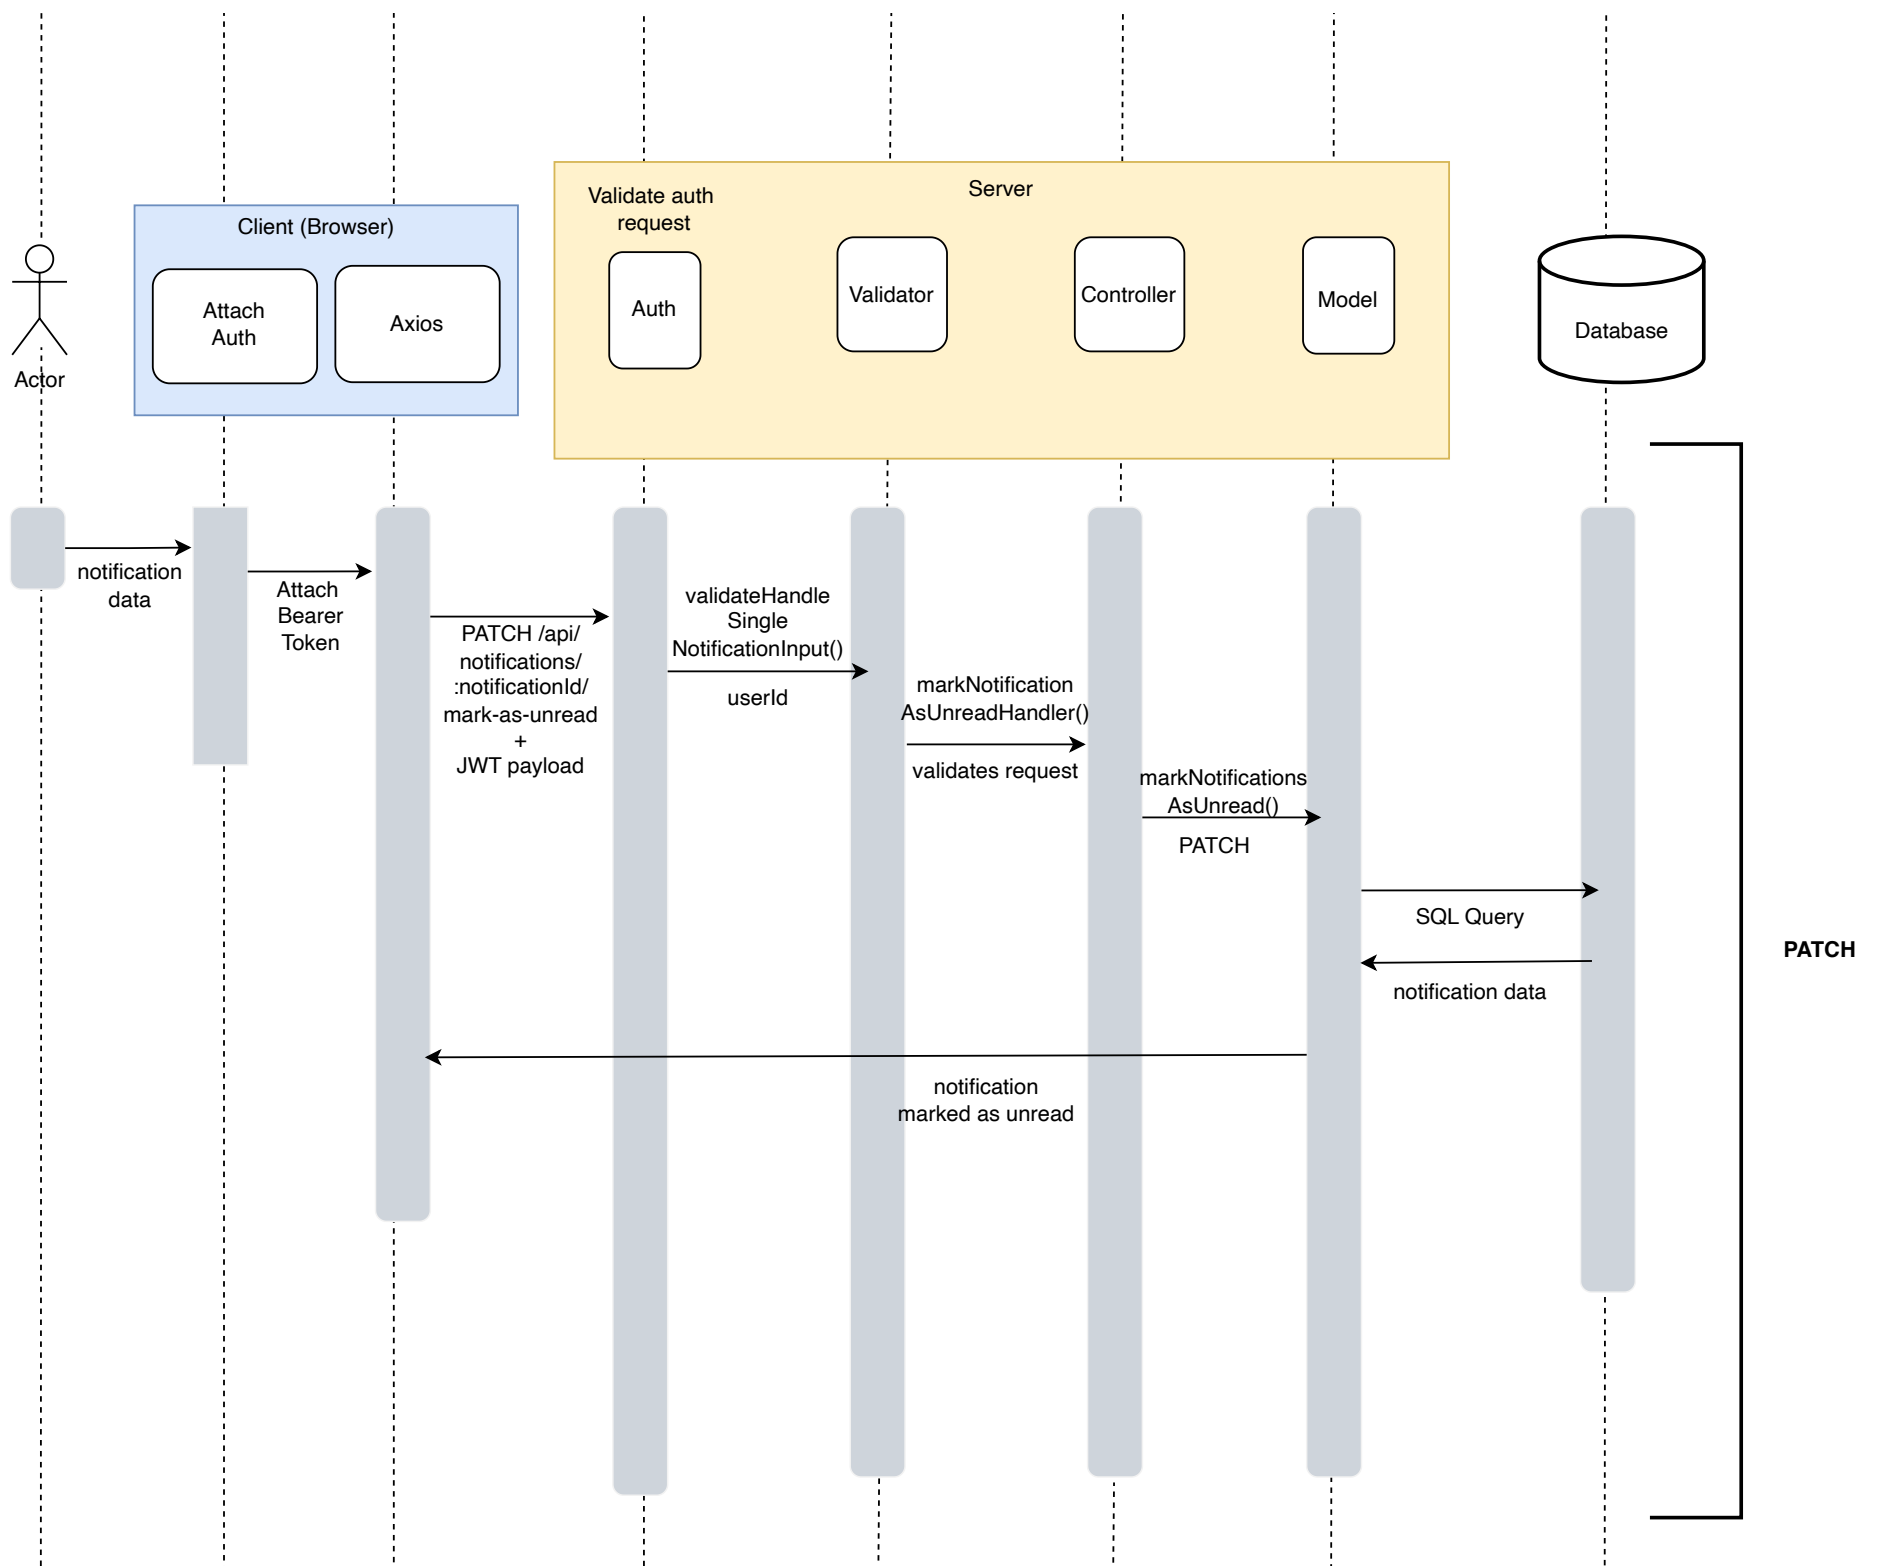 Server
Validate auth
request
Client (Browser)
Attach
Auth
Axios
Auth
Validator
Controller
Model
Database
Actor
notification
data
Attach
Bearer
Token
PATCH /api/
notifications/
:notificationId/
mark-as-unread
+
JWT payload
validateHandle
Single
NotificationInput()
userId
markNotification
AsUnreadHandler()
validates request
markNotifications
AsUnread()
PATCH
SQL Query
notification data
notification
marked as unread
PATCH